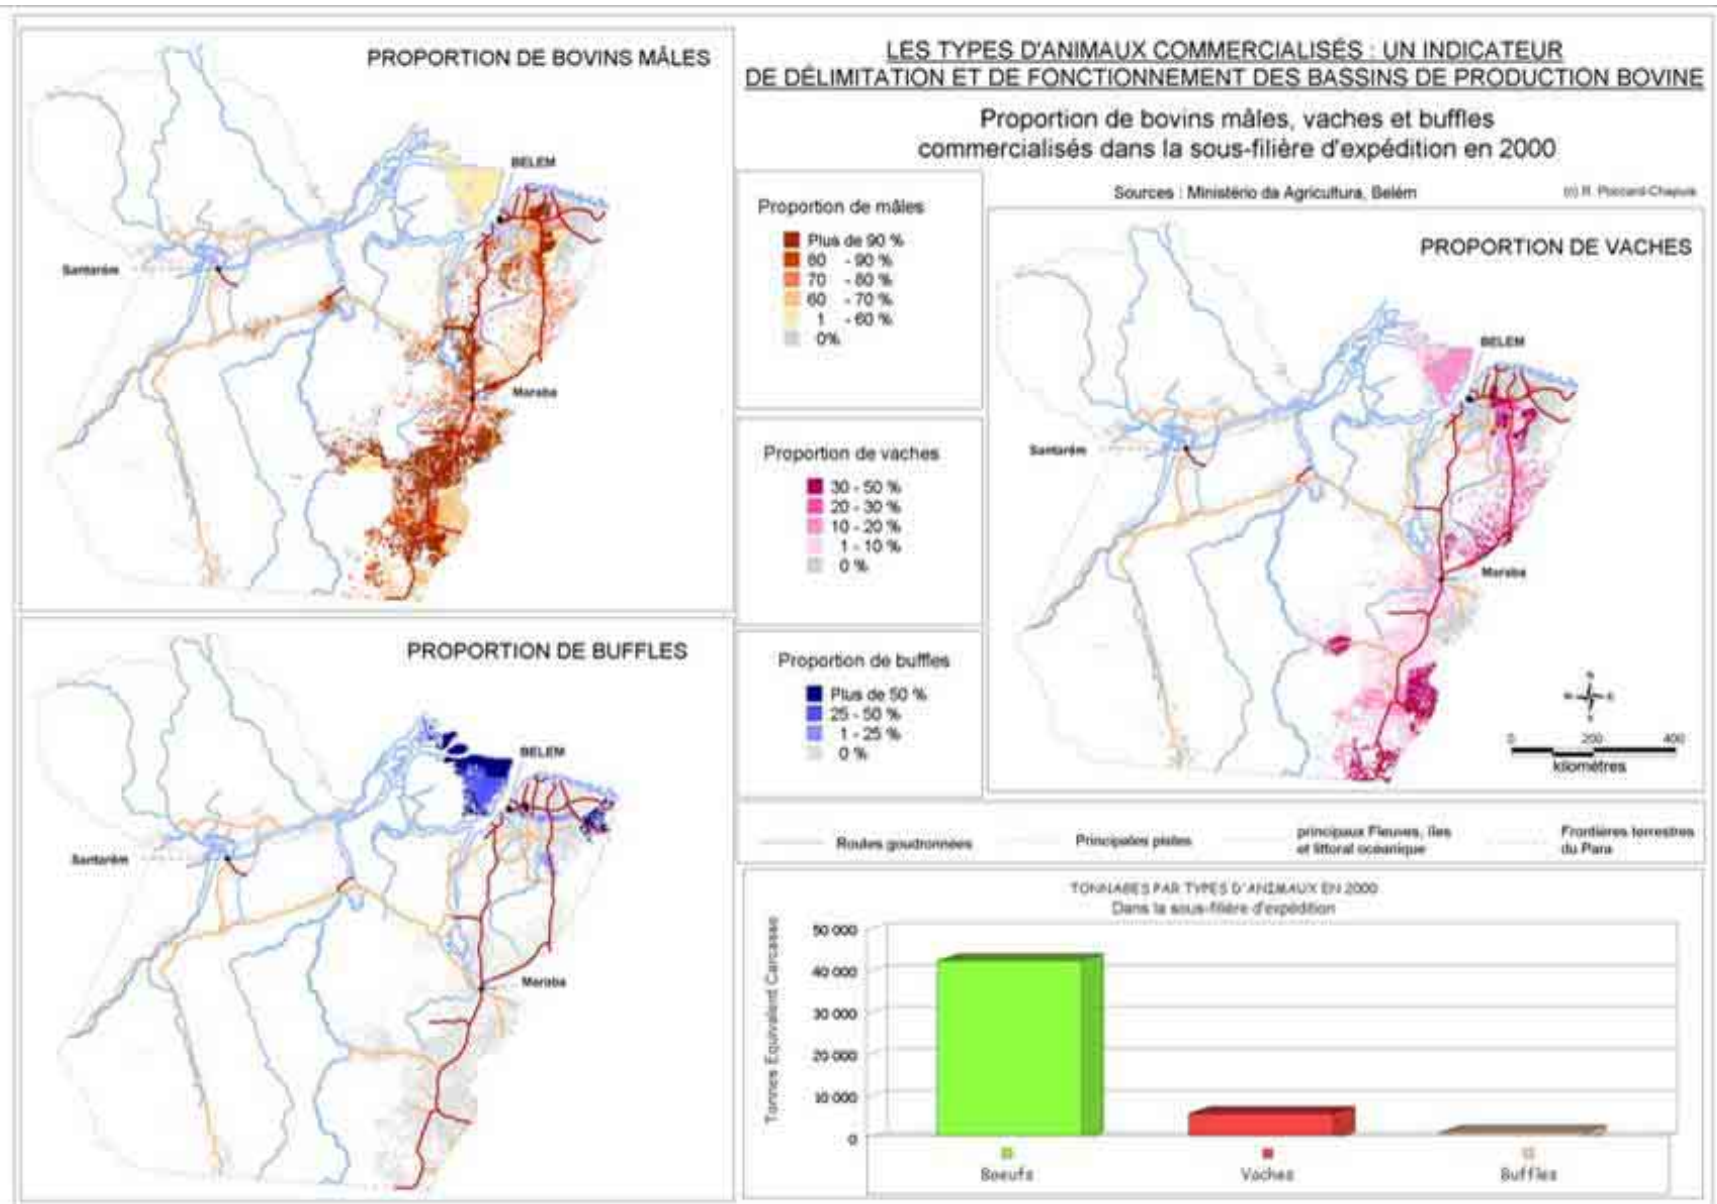 PROPORTION DE BOVINS MÂLES
BELEM
Santarém
Maraba
LES TYPES D'ANIMAUX COMMERCIALISÉS : UN INDICATEUR
DE DÉLIMITATION ET DE FONCTIONNEMENT DES BASSINS DE PRODUCTION BOVINE
Proportion de bovins mâles, vaches et buffles
commercialisés dans la sous-filière d'expédition en 2000
Sources : Ministério da Agricultura, Belém
(c) R. Poccard-Chapuis
Proportion de mâles
Plus de 90 %
80 - 90 %
70 - 80 %
60 - 70 %
1 - 60 %
0%
Proportion de vaches
30 - 50 %
20 - 30 %
10 - 20 %
1 - 10 %
0 %
Proportion de buffles
Plus de 50 %
25 - 50 %
1 - 25 %
0 %
PROPORTION DE VACHES
BELEM
Santarém
Maraba
N
W E
S
0 200 400
kilomètres
PROPORTION DE BUFFLES
BELEM
Santarém
Maraba
Routes goudronnées
Principales pistes
principaux Fleuves, îles
et littoral océanique
Frontières terrestres
du Para
TONNAGES PAR TYPES D'ANIMAUX EN 2000
Dans la sous-filière d'expédition
Tonnes Equivalent Carcasse
50 000
40 000
30 000
20 000
10 000
0
Boeufs
Vaches
Buffles